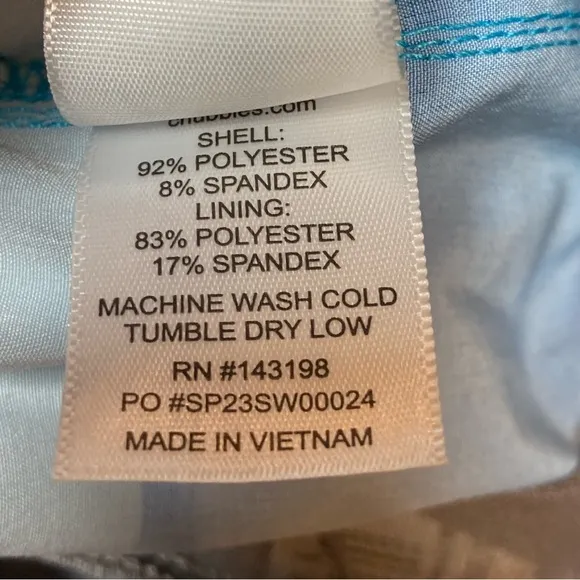 chubbies.com
SHELL:
92% POLYESTER
8% SPANDEX
LINING:
83% POLYESTER
17% SPANDEX
MACHINE WASH COLD
TUMBLE DRY LOW
RN #143198
PO #SP23SW00024
MADE IN VIETNAM